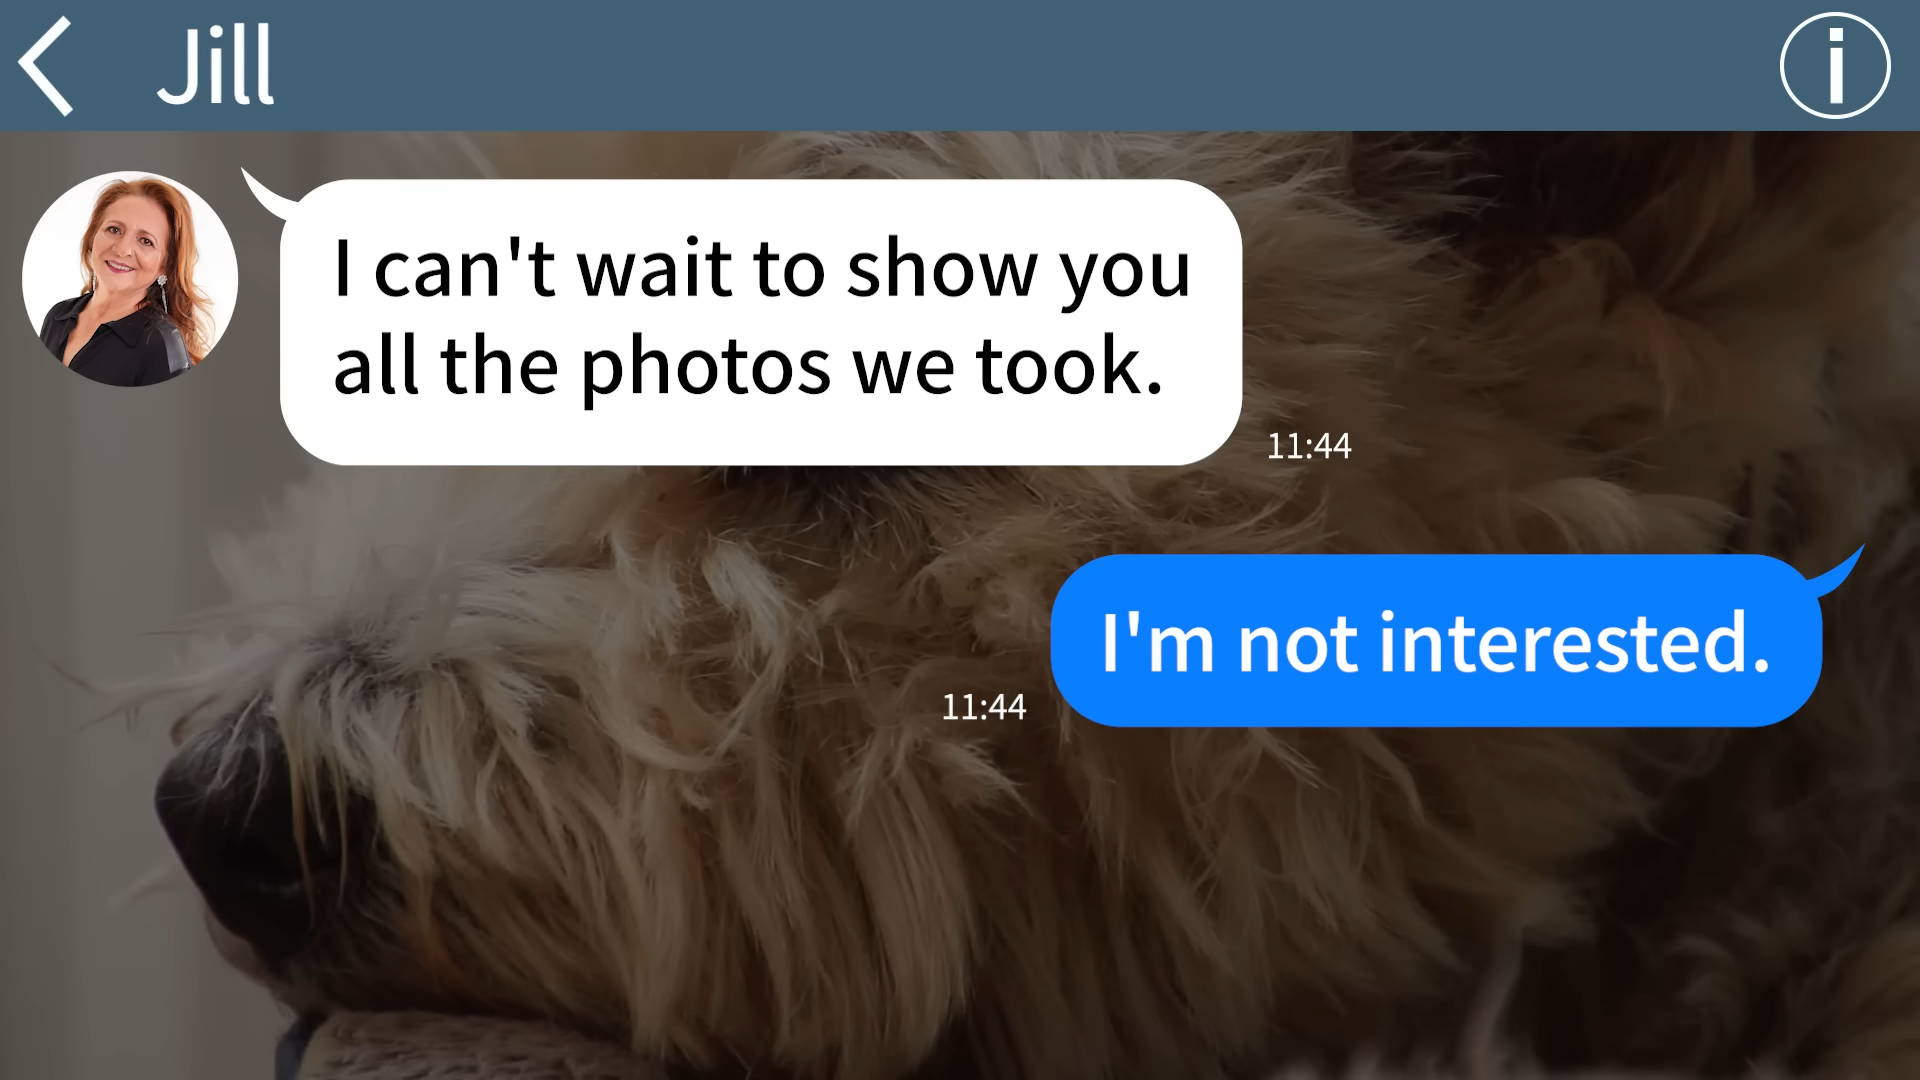 Jill
I can't wait to show you
all the photos we took.
11:44
I'm not interested.
11:44